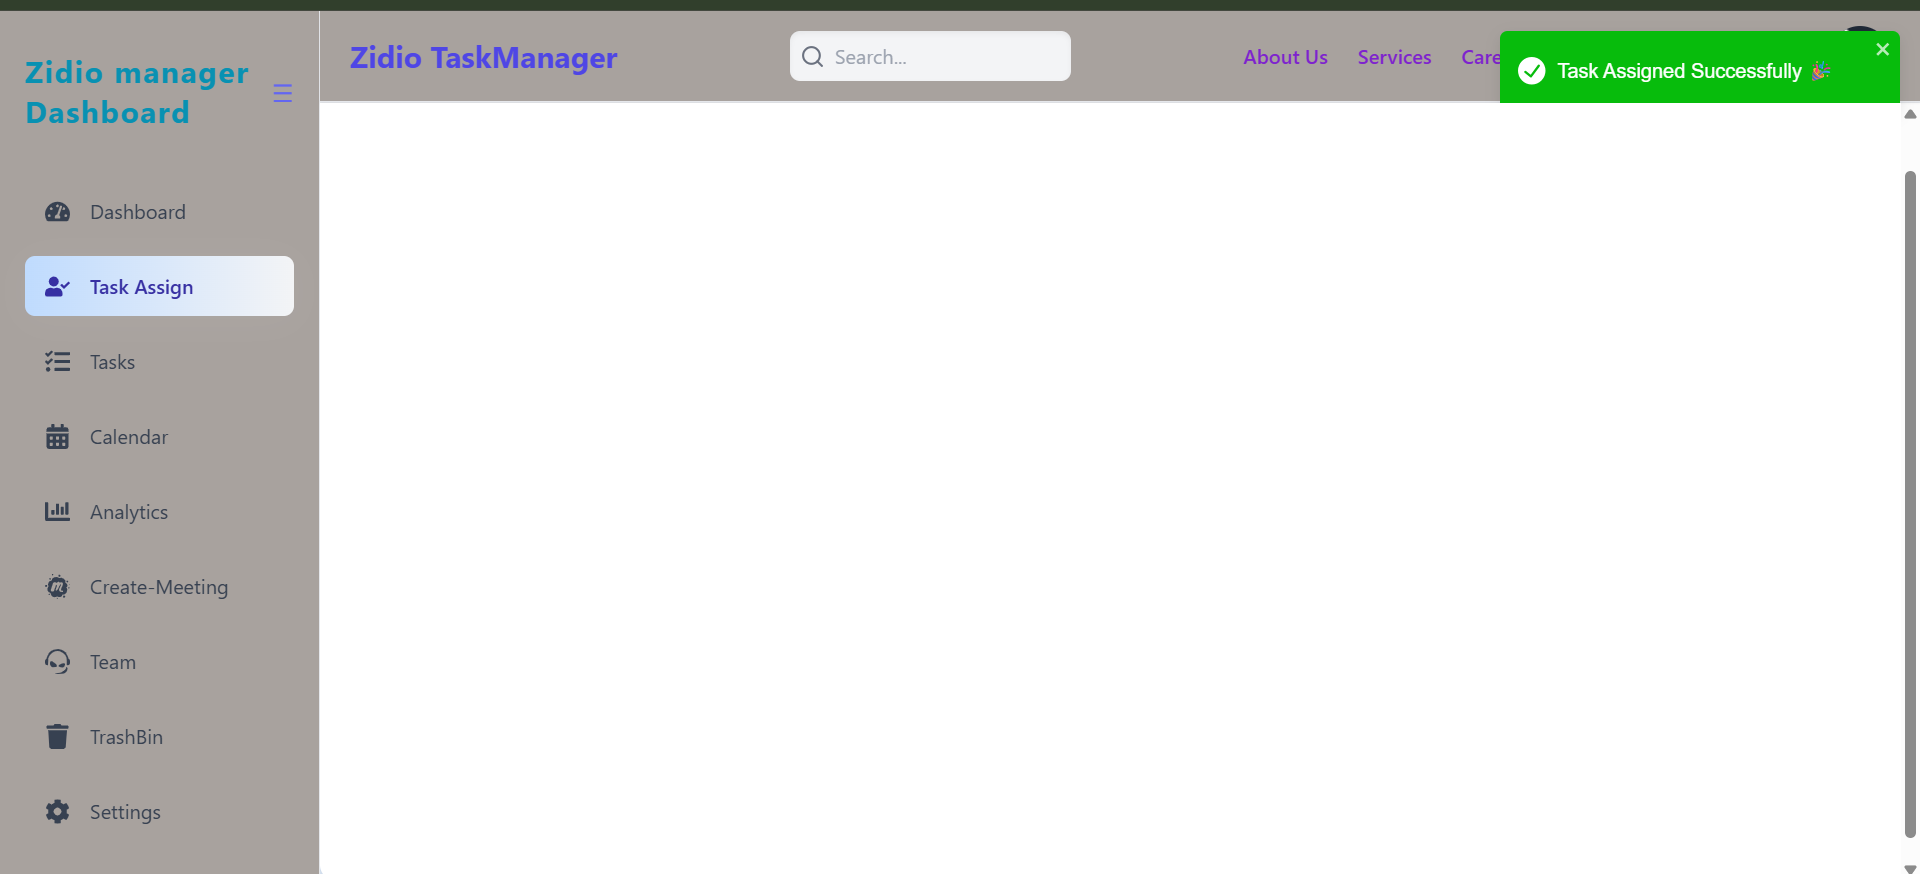 Zidio manager
Dashboard
Dashboard
Task Assign
Tasks
Calendar
Analytics
Create-Meeting
Team
TrashBin
Settings
Zidio TaskManager
Search...
About Us
Services
Care
Task Assigned Successfully 🎉